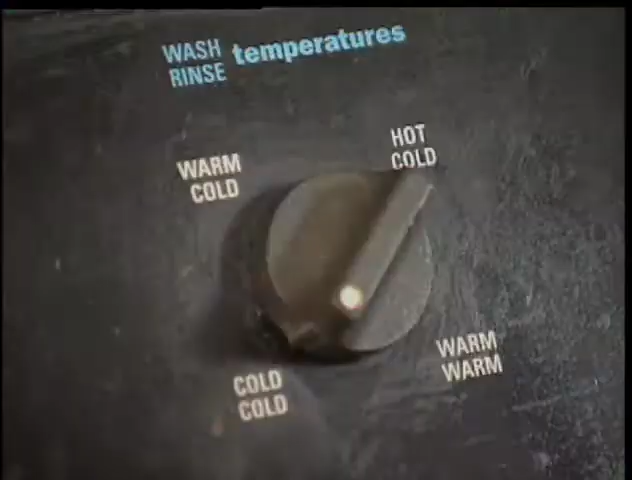 WASH
RINSE temperatures
HOT
COLD
WARM
COLD
WARM
WARM
COLD
COLD